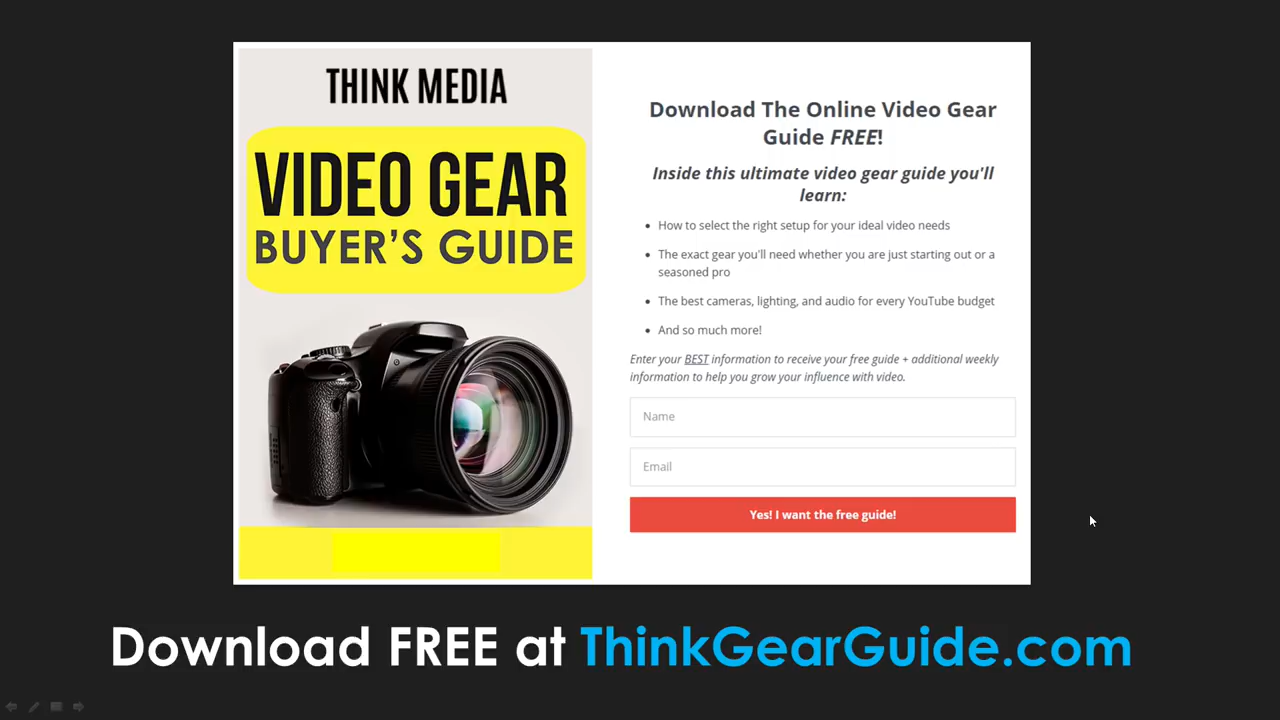 THINK MEDIA
VIDEO GEAR
BUYER'S GUIDE
Download The Online Video Gear
Guide FREE!
Inside this ultimate video gear guide you'll
learn:
• How to select the right setup for your ideal video needs
• The exact gear you'll need whether you are just starting out or a
seasoned pro
• The best cameras, lighting, and audio for every YouTube budget
• And so much more!
Enter your BEST information to receive your free guide + additional weekly
information to help you grow your influence with video.
Name
Email
Yes! I want the free guide!
Download FREE at ThinkGearGuide.com